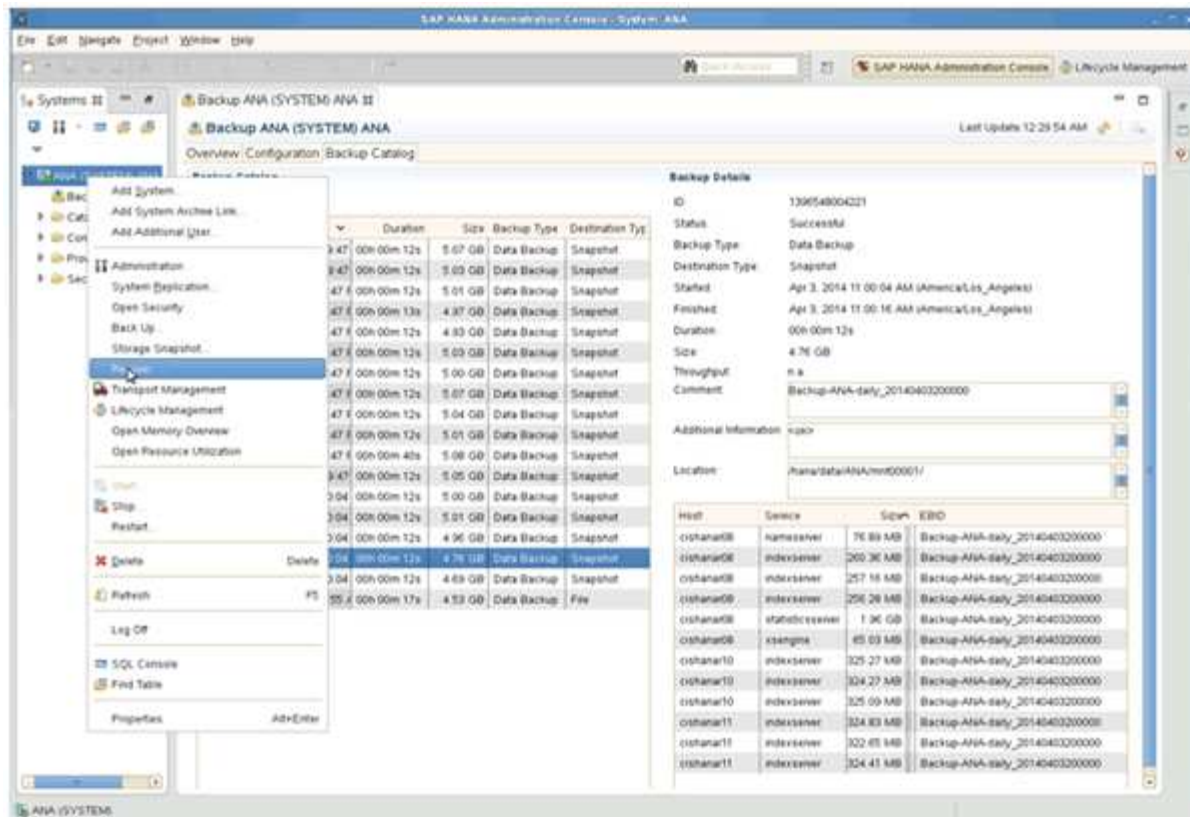 SAP HANA Administration Console - System: ANA
File Edit Navigate Project Window Help
Quick Access
SAP HANA Administration Console
Lifecycle Management
Systems
Backup ANA (SYSTEM) ANA
Backup ANA (SYSTEM) ANA
Last Update 12:29:54 AM
Overview Configuration Backup Catalog
Add System...
Add System Archive Link...
Add Additional User...
Administration
System Replication...
Open Security
Back Up...
Storage Snapshot...
Transport Management
Lifecycle Management
Open Memory Overview
Open Resource Utilization
Start
Stop
Restart...
Delete Delete
Refresh F5
Log Off
SQL Console
Find Table
Properties Alt+Enter
Backup Catalog
Duration Size Backup Type Destination Typ
00h 00m 12s 5.07 GB Data Backup Snapshot
00h 00m 12s 5.03 GB Data Backup Snapshot
00h 00m 12s 5.01 GB Data Backup Snapshot
00h 00m 13s 4.97 GB Data Backup Snapshot
00h 00m 12s 4.93 GB Data Backup Snapshot
00h 00m 12s 5.03 GB Data Backup Snapshot
00h 00m 12s 5.00 GB Data Backup Snapshot
00h 00m 12s 5.07 GB Data Backup Snapshot
00h 00m 12s 5.04 GB Data Backup Snapshot
00h 00m 12s 5.01 GB Data Backup Snapshot
00h 00m 40s 5.08 GB Data Backup Snapshot
00h 00m 12s 5.05 GB Data Backup Snapshot
00h 00m 12s 5.00 GB Data Backup Snapshot
00h 00m 12s 5.01 GB Data Backup Snapshot
00h 00m 12s 4.96 GB Data Backup Snapshot
00h 00m 12s 4.76 GB Data Backup Snapshot
00h 00m 12s 4.69 GB Data Backup Snapshot
00h 00m 17s 4.53 GB Data Backup File
Backup Details
ID 1396548004221
Status Successful
Backup Type Data Backup
Destination Type Snapshot
Started Apr 3, 2014 11:00:04 AM (America/Los_Angeles)
Finished Apr 3, 2014 11:00:16 AM (America/Los_Angeles)
Duration 00h 00m 12s
Size 4.76 GB
Throughput n.a.
Comment Backup-ANA-daily_20140403200000
Additional Information <ok>
Location /hana/data/ANA/mnt00001/
Host Service Size EBID
cishanar08 nameserver 76.89 MB Backup-ANA-daily_20140403200000
cishanar08 indexserver 260.36 MB Backup-ANA-daily_20140403200000
cishanar08 indexserver 257.16 MB Backup-ANA-daily_20140403200000
cishanar08 indexserver 256.28 MB Backup-ANA-daily_20140403200000
cishanar08 statisticsserver 1.96 GB Backup-ANA-daily_20140403200000
cishanar08 xsengine 65.03 MB Backup-ANA-daily_20140403200000
cishanar10 indexserver 325.27 MB Backup-ANA-daily_20140403200000
cishanar10 indexserver 324.27 MB Backup-ANA-daily_20140403200000
cishanar10 indexserver 325.09 MB Backup-ANA-daily_20140403200000
cishanar11 indexserver 324.83 MB Backup-ANA-daily_20140403200000
cishanar11 indexserver 322.65 MB Backup-ANA-daily_20140403200000
cishanar11 indexserver 324.41 MB Backup-ANA-daily_20140403200000
ANA (SYSTEM)